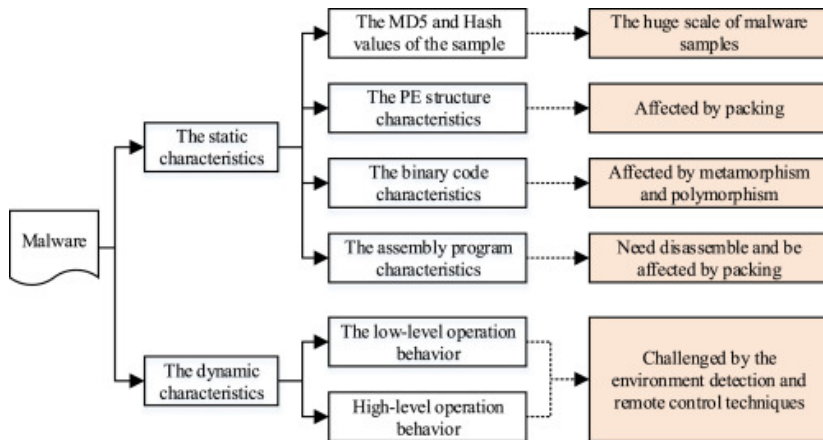 The MD5 and Hash
values of the sample
The huge scale of malware
samples
The PE structure
characteristics
Affected by packing
The static
characteristics
The binary code
characteristics
Affected by metamorphism
and polymorphism
Malware
The assembly program
characteristics
Need disassemble and be
affected by packing
The low-level operation
behavior
The dynamic
characteristics
High-level operation
behavior
Challenged by the
environment detection and
remote control techniques